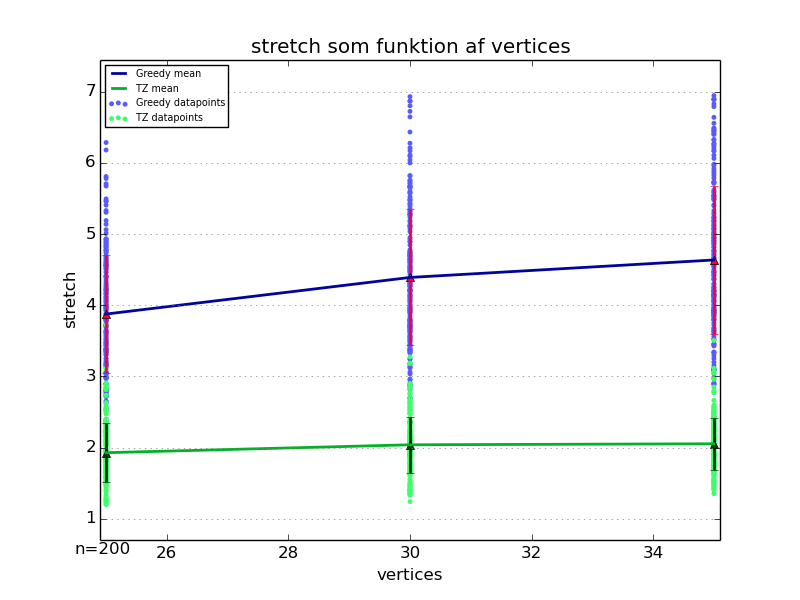 stretch som funktion af vertices
Greedy mean
TZ mean
Greedy datapoints
TZ datapoints
7
6
5
4
3
2
1
stretch
n=200
26
28
30
32
34
vertices